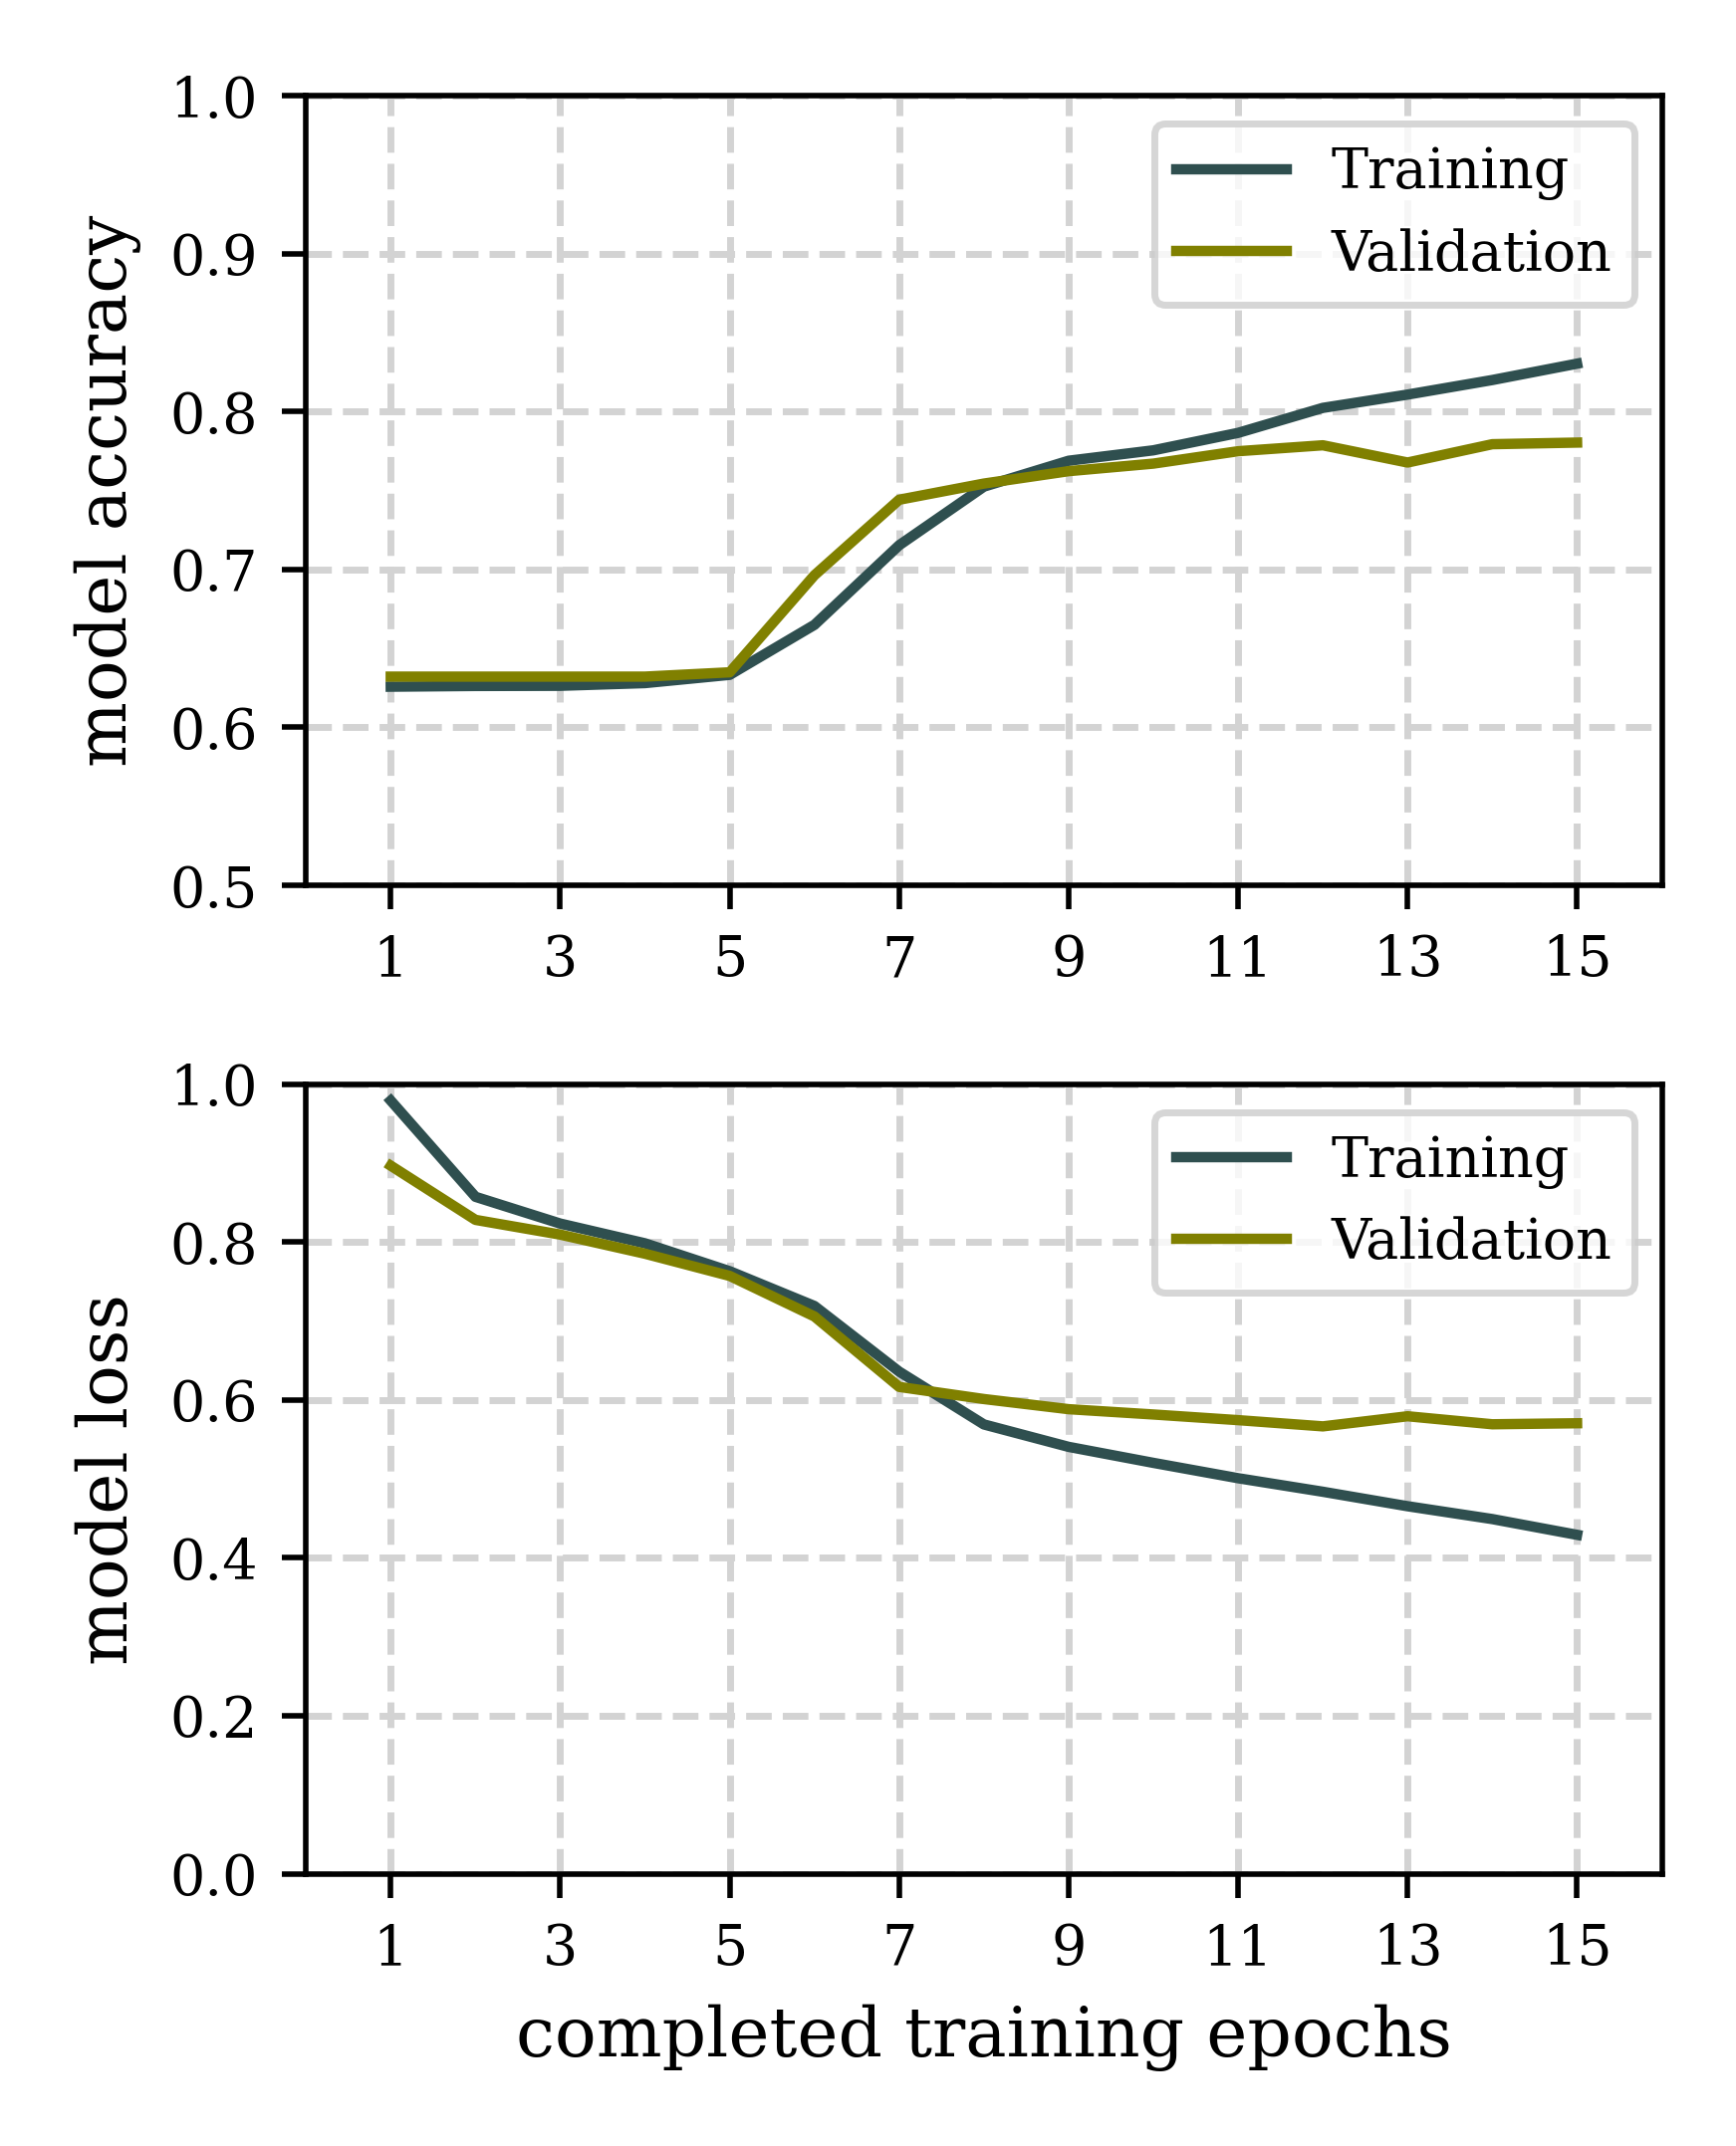 model accuracy
1.0
0.9
0.8
0.7
0.6
0.5
Training
Validation
1 3 5 7 9 11 13 15
model loss
1.0
0.8
0.6
0.4
0.2
0.0
Training
Validation
1 3 5 7 9 11 13 15
completed training epochs